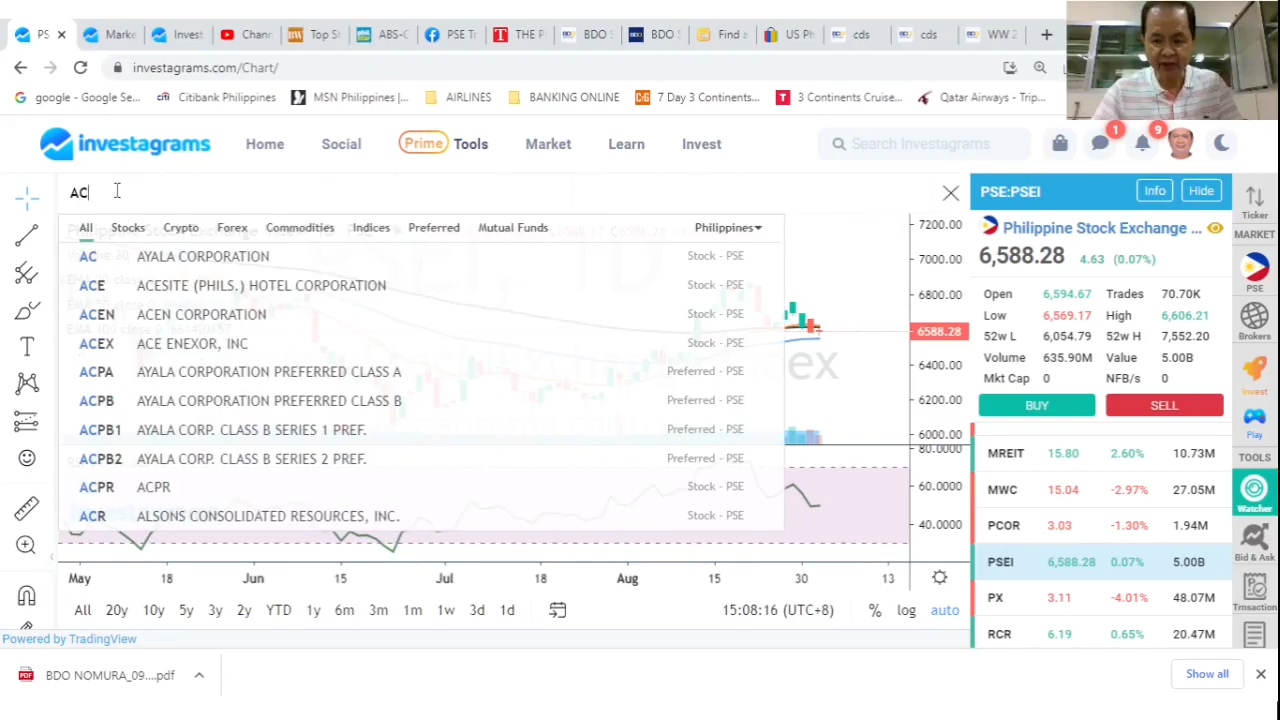 PS
Marke
Invest
Chann
Top St
ABS-C
PSE Tr
THE P
BDO S
BDO S
Find a
US Ph
cds
cds
WW 2
investagrams.com/Chart/
google - Google Se...
Citibank Philippines
MSN Philippines |...
AIRLINES
BANKING ONLINE
7 Day 3 Continents...
3 Continents Cruise...
Qatar Airways - Trip...
investagrams
Home
Social
Prime Tools
Market
Learn
Invest
Search Investagrams
1
9
AC
All Stocks Crypto Forex Commodities Indices Preferred Mutual Funds Philippines
AC AYALA CORPORATION Stock - PSE
ACE ACESITE (PHILS.) HOTEL CORPORATION Stock - PSE
ACEN ACEN CORPORATION Stock - PSE
ACEX ACE ENEXOR, INC Stock - PSE
ACPA AYALA CORPORATION PREFERRED CLASS A Preferred - PSE
ACPB AYALA CORPORATION PREFERRED CLASS B Preferred - PSE
ACPB1 AYALA CORP. CLASS B SERIES 1 PREF. Preferred - PSE
ACPB2 AYALA CORP. CLASS B SERIES 2 PREF. Preferred - PSE
ACPR ACPR Stock - PSE
ACR ALSONS CONSOLIDATED RESOURCES, INC. Stock - PSE
ex
7200.00
7000.00
6800.00
6588.28
6400.00
6200.00
6000.00
80.0000
60.0000
40.0000
May 18 Jun 15 Jul 18 Aug 15 30 13
All 20y 10y 5y 3y 2y YTD 1y 6m 3m 1m 1w 3d 1d
15:08:16 (UTC+8) % log auto
Powered by TradingView
PSE:PSEI Info Hide
Philippine Stock Exchange ...
6,588.28 4.63 (0.07%)
Open 6,594.67 Trades 70.70K
Low 6,569.17 High 6,606.21
52w L 6,054.79 52w H 7,552.20
Volume 635.90M Value 5.00B
Mkt Cap 0 NFB/s 0
BUY SELL
MREIT 15.80 2.60% 10.73M
MWC 15.04 -2.97% 27.05M
PCOR 3.03 -1.30% 1.94M
PSEI 6,588.28 0.07% 5.00B
PX 3.11 -4.01% 48.07M
RCR 6.19 0.65% 20.47M
Ticker
MARKET
PSE
Brokers
Invest
Play
TOOLS
Watcher
Bid & Ask
Trnsaction
BDO NOMURA_09....pdf
Show all